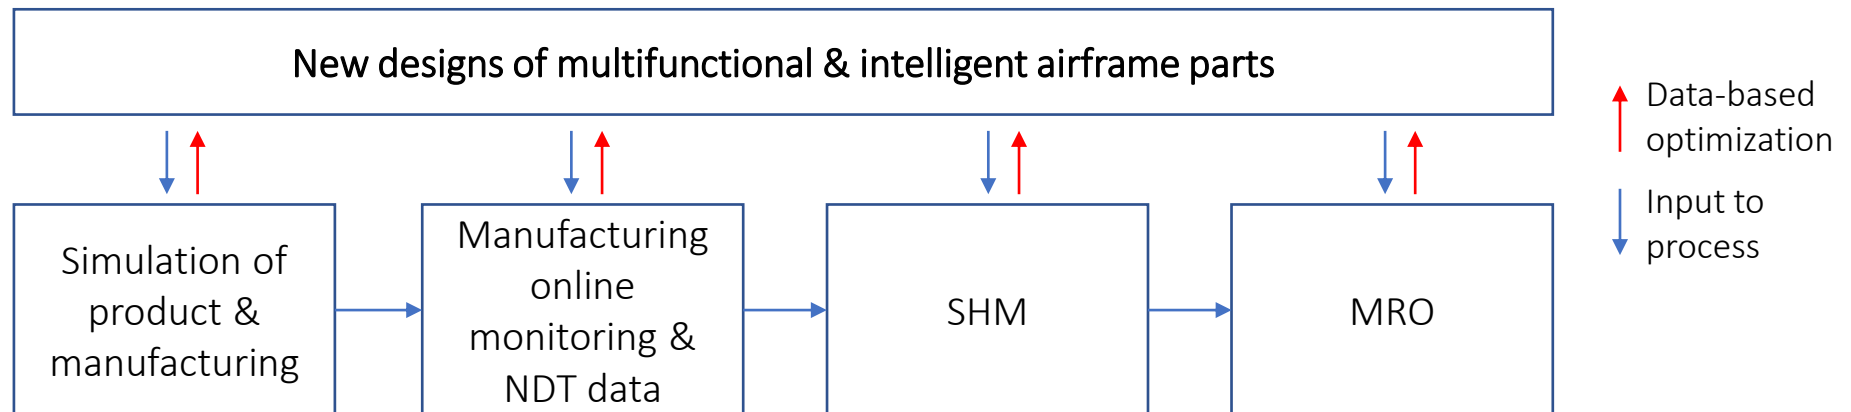 New designs of multifunctional & intelligent airframe parts
Data-based
optimization
Input to
process
Simulation of
product &
manufacturing
Manufacturing
online
monitoring &
NDT data
SHM
MRO